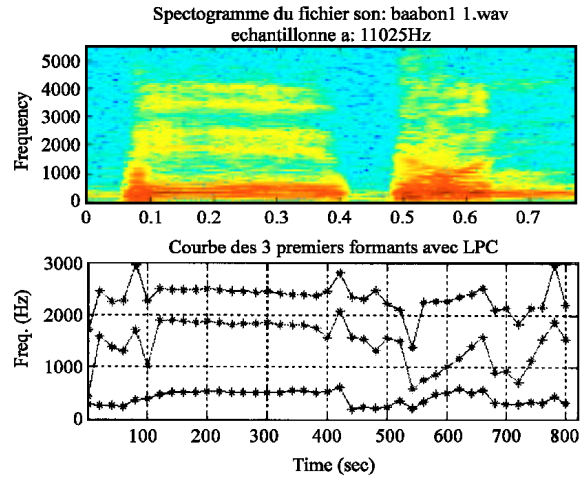 Spectogramme du fichier son: baabon1 1.wav
echantillonne a: 11025Hz
Frequency
5000
4000
3000
2000
1000
0
0 0.1 0.2 0.3 0.4 0.5 0.6 0.7
Courbe des 3 premiers formants avec LPC
Freq. (Hz)
3000
2000
1000
0
100 200 300 400 500 600 700 800
Time (sec)